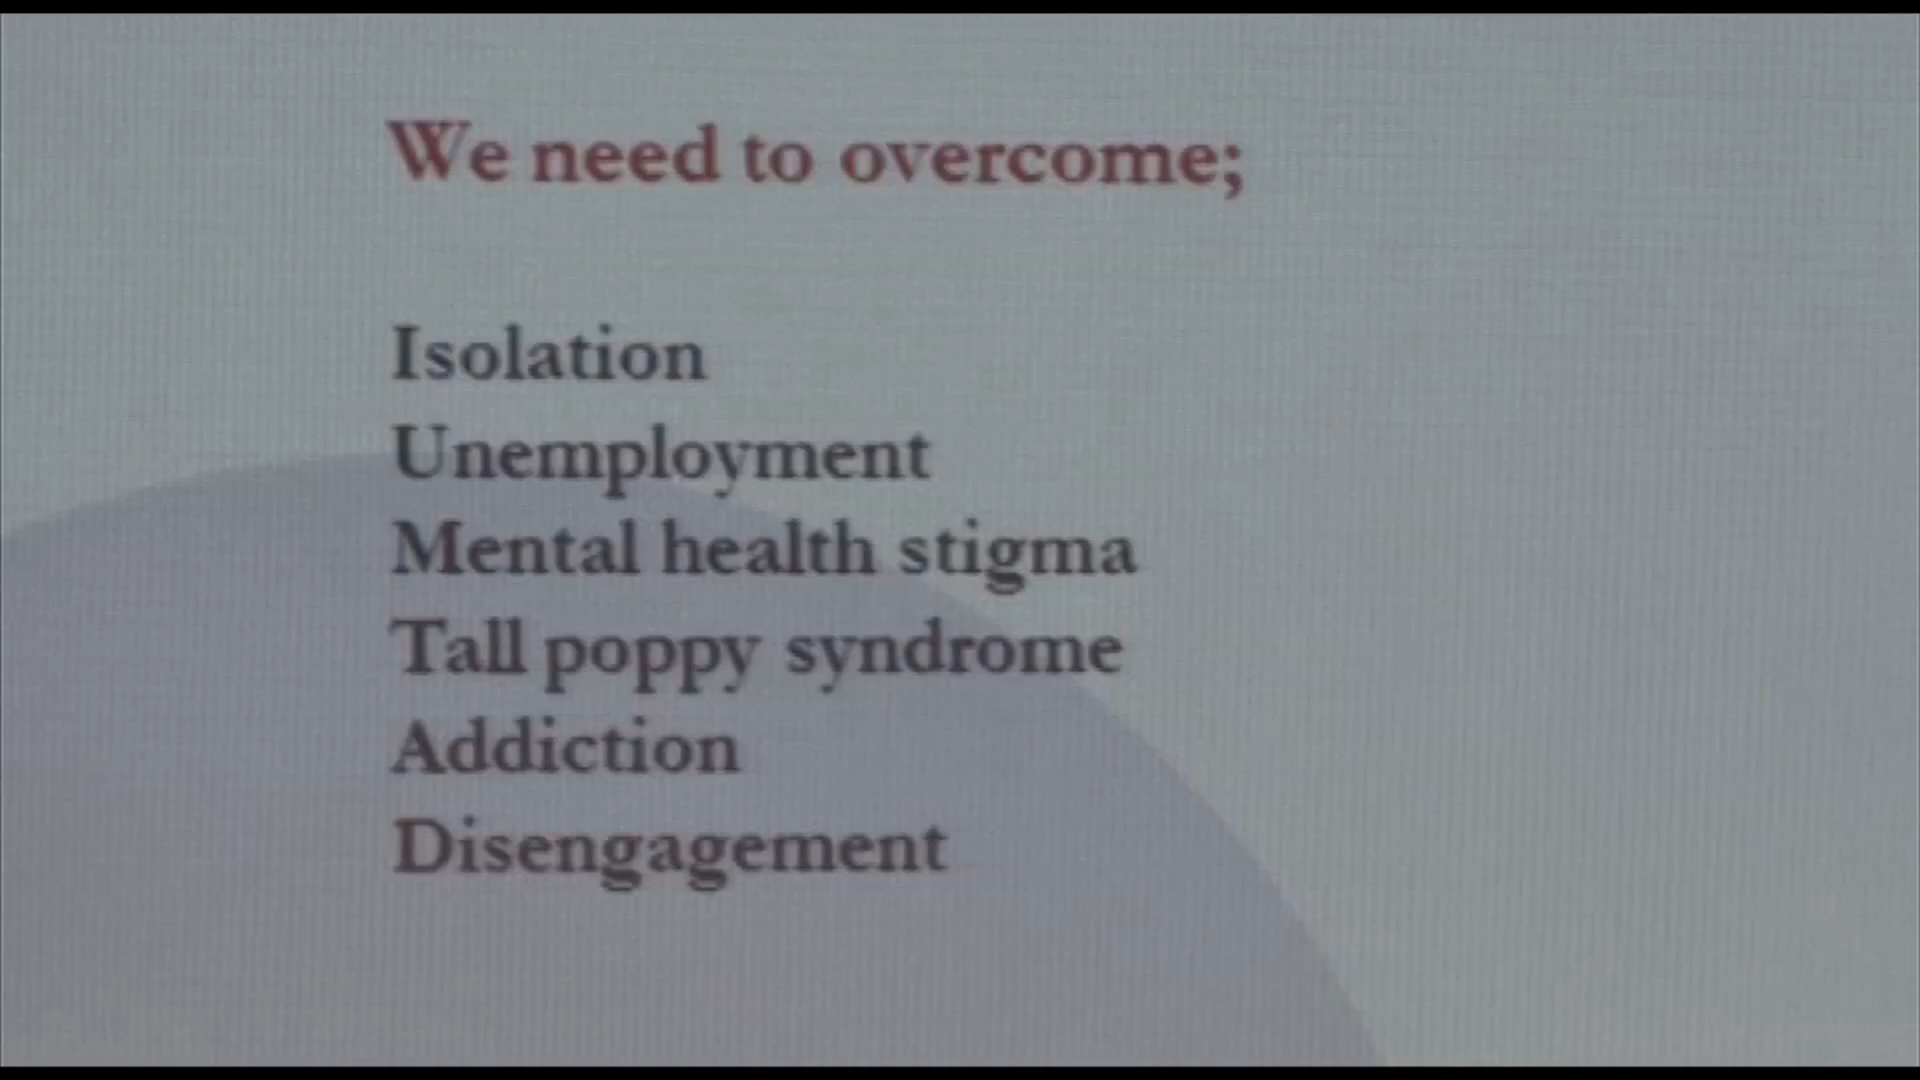 We need to overcome;
Isolation
Unemployment
Mental health stigma
Tall poppy syndrome
Addiction
Disengagement